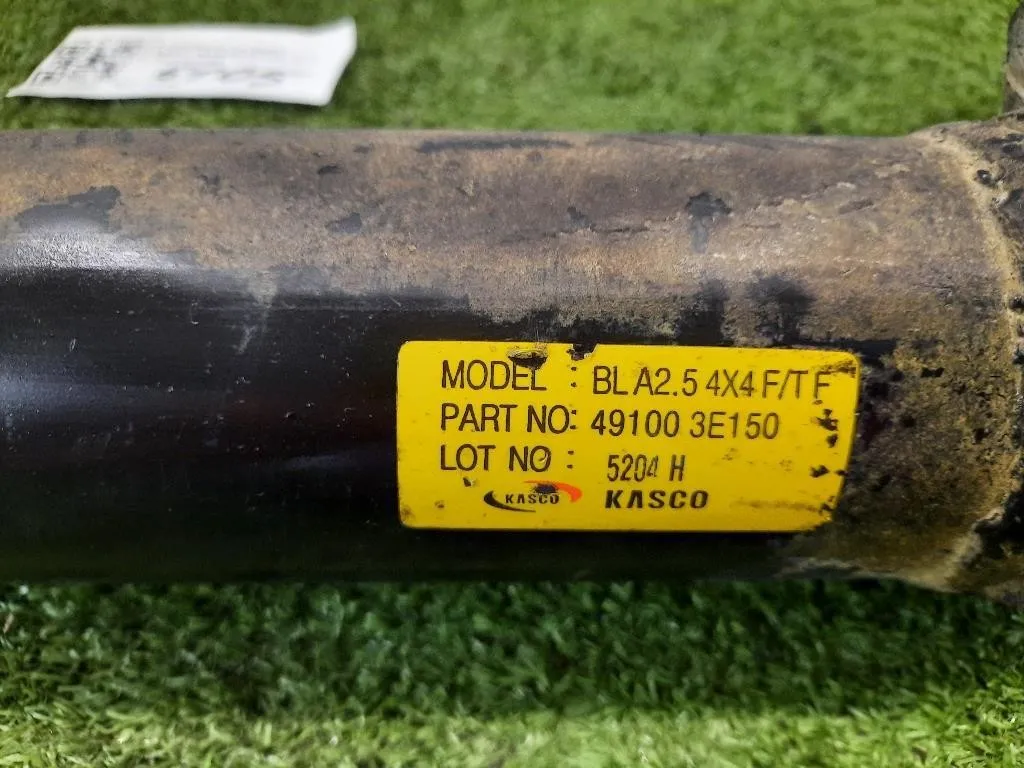 MODEL : BL A2.5 4X4 F/T F
PART NO: 49100 3E150
LOT NO : 5204 H
KASCO KASCO